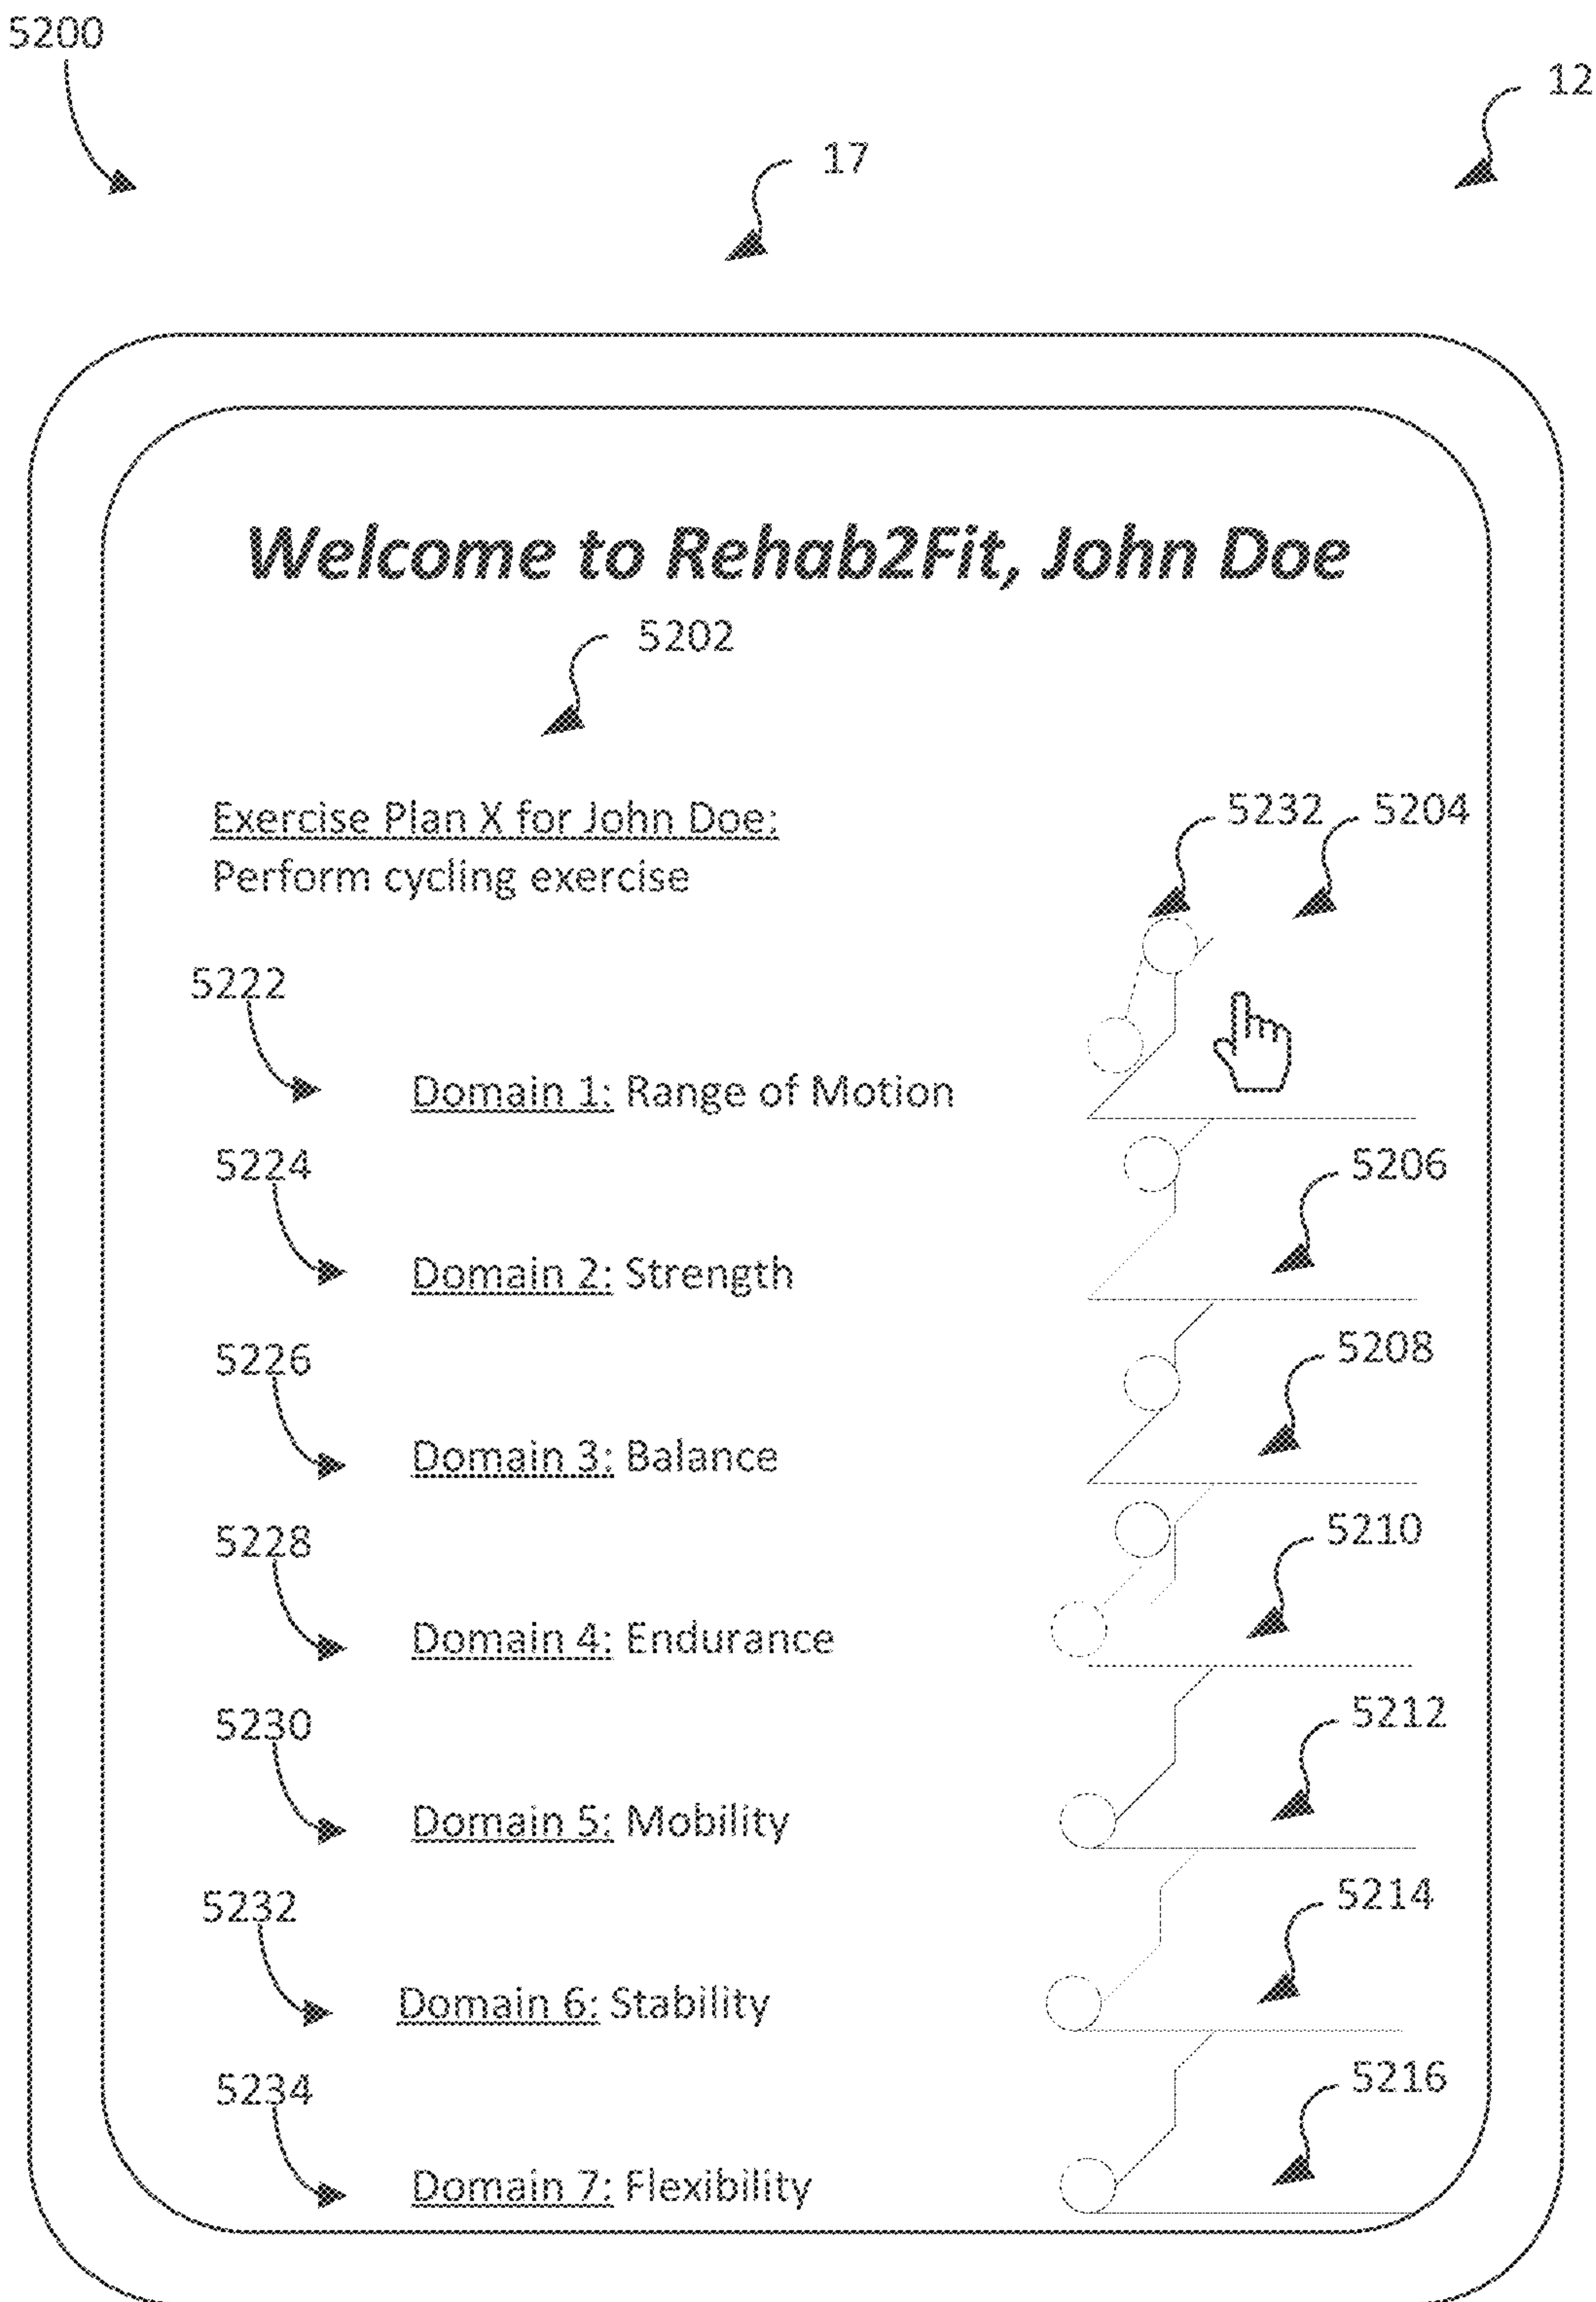 5200
12
17
Welcome to Rehab2Fit, John Doe
5202
Exercise Plan X for John Doe:
Perform cycling exercise
5232
5204
5222
Domain 1: Range of Motion
5224
5206
Domain 2: Strength
5226
5208
Domain 3: Balance
5228
5210
Domain 4: Endurance
5230
5212
Domain 5: Mobility
5232
5214
Domain 6: Stability
5234
5216
Domain 7: Flexibility